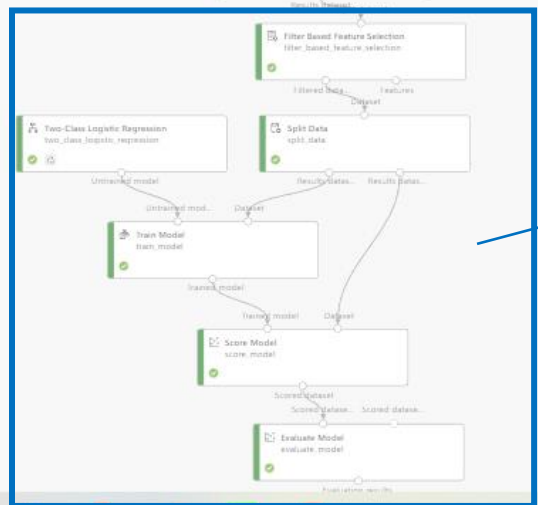 Results dataset
Filter Based Feature Selection
filter_based_feature_selection
Filtered data...
Features
Dataset
Two-Class Logistic Regression
two_class_logistic_regression
Split Data
split_data
Untrained model
Results datas...
Results datas...
Untrained mod...
Dataset
Train Model
train_model
Trained model
Trained model
Dataset
Score Model
score_model
Scored dataset
Scored datase...
Scored datase...
Evaluate Model
evaluate_model
Evaluation results